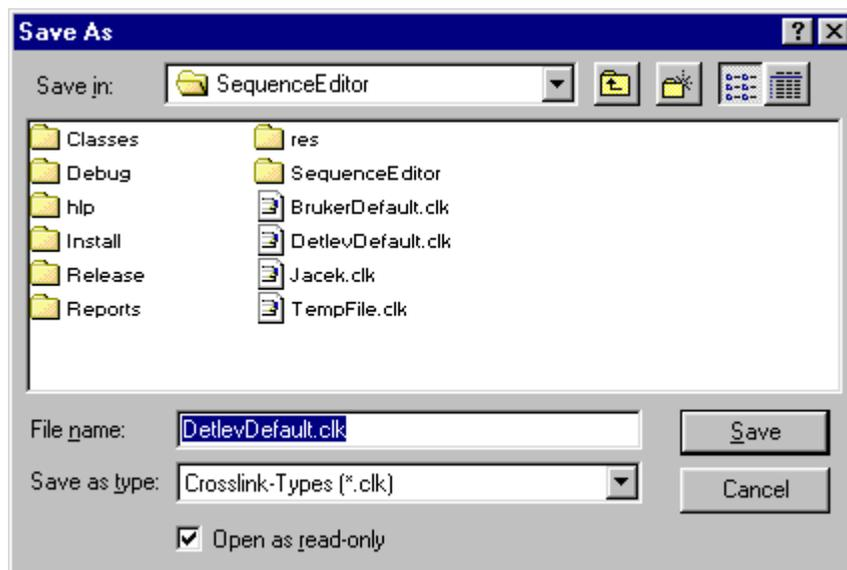 Save As
Save in: SequenceEditor
Classes res
Debug SequenceEditor
hlp BrukerDefault.clk
Install DetlevDefault.clk
Release Jacek.clk
Reports TempFile.clk
File name: DetlevDefault.clk Save
Save as type: Crosslink-Types (*.clk) Cancel
Open as read-only